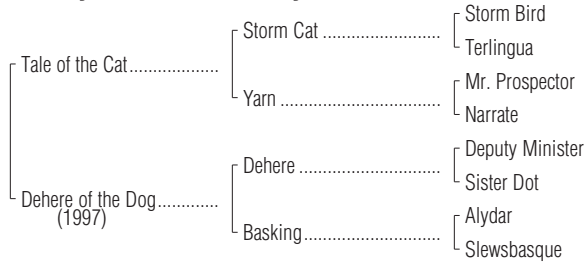 Storm Bird
Storm Cat ..............................
Terlingua
Tale of the Cat..................
Mr. Prospector
Yarn .........................................
Narrate
Deputy Minister
Dehere ....................................
Sister Dot
Dehere of the Dog.............
(1997)
Alydar
Basking...................................
Slewsbasque